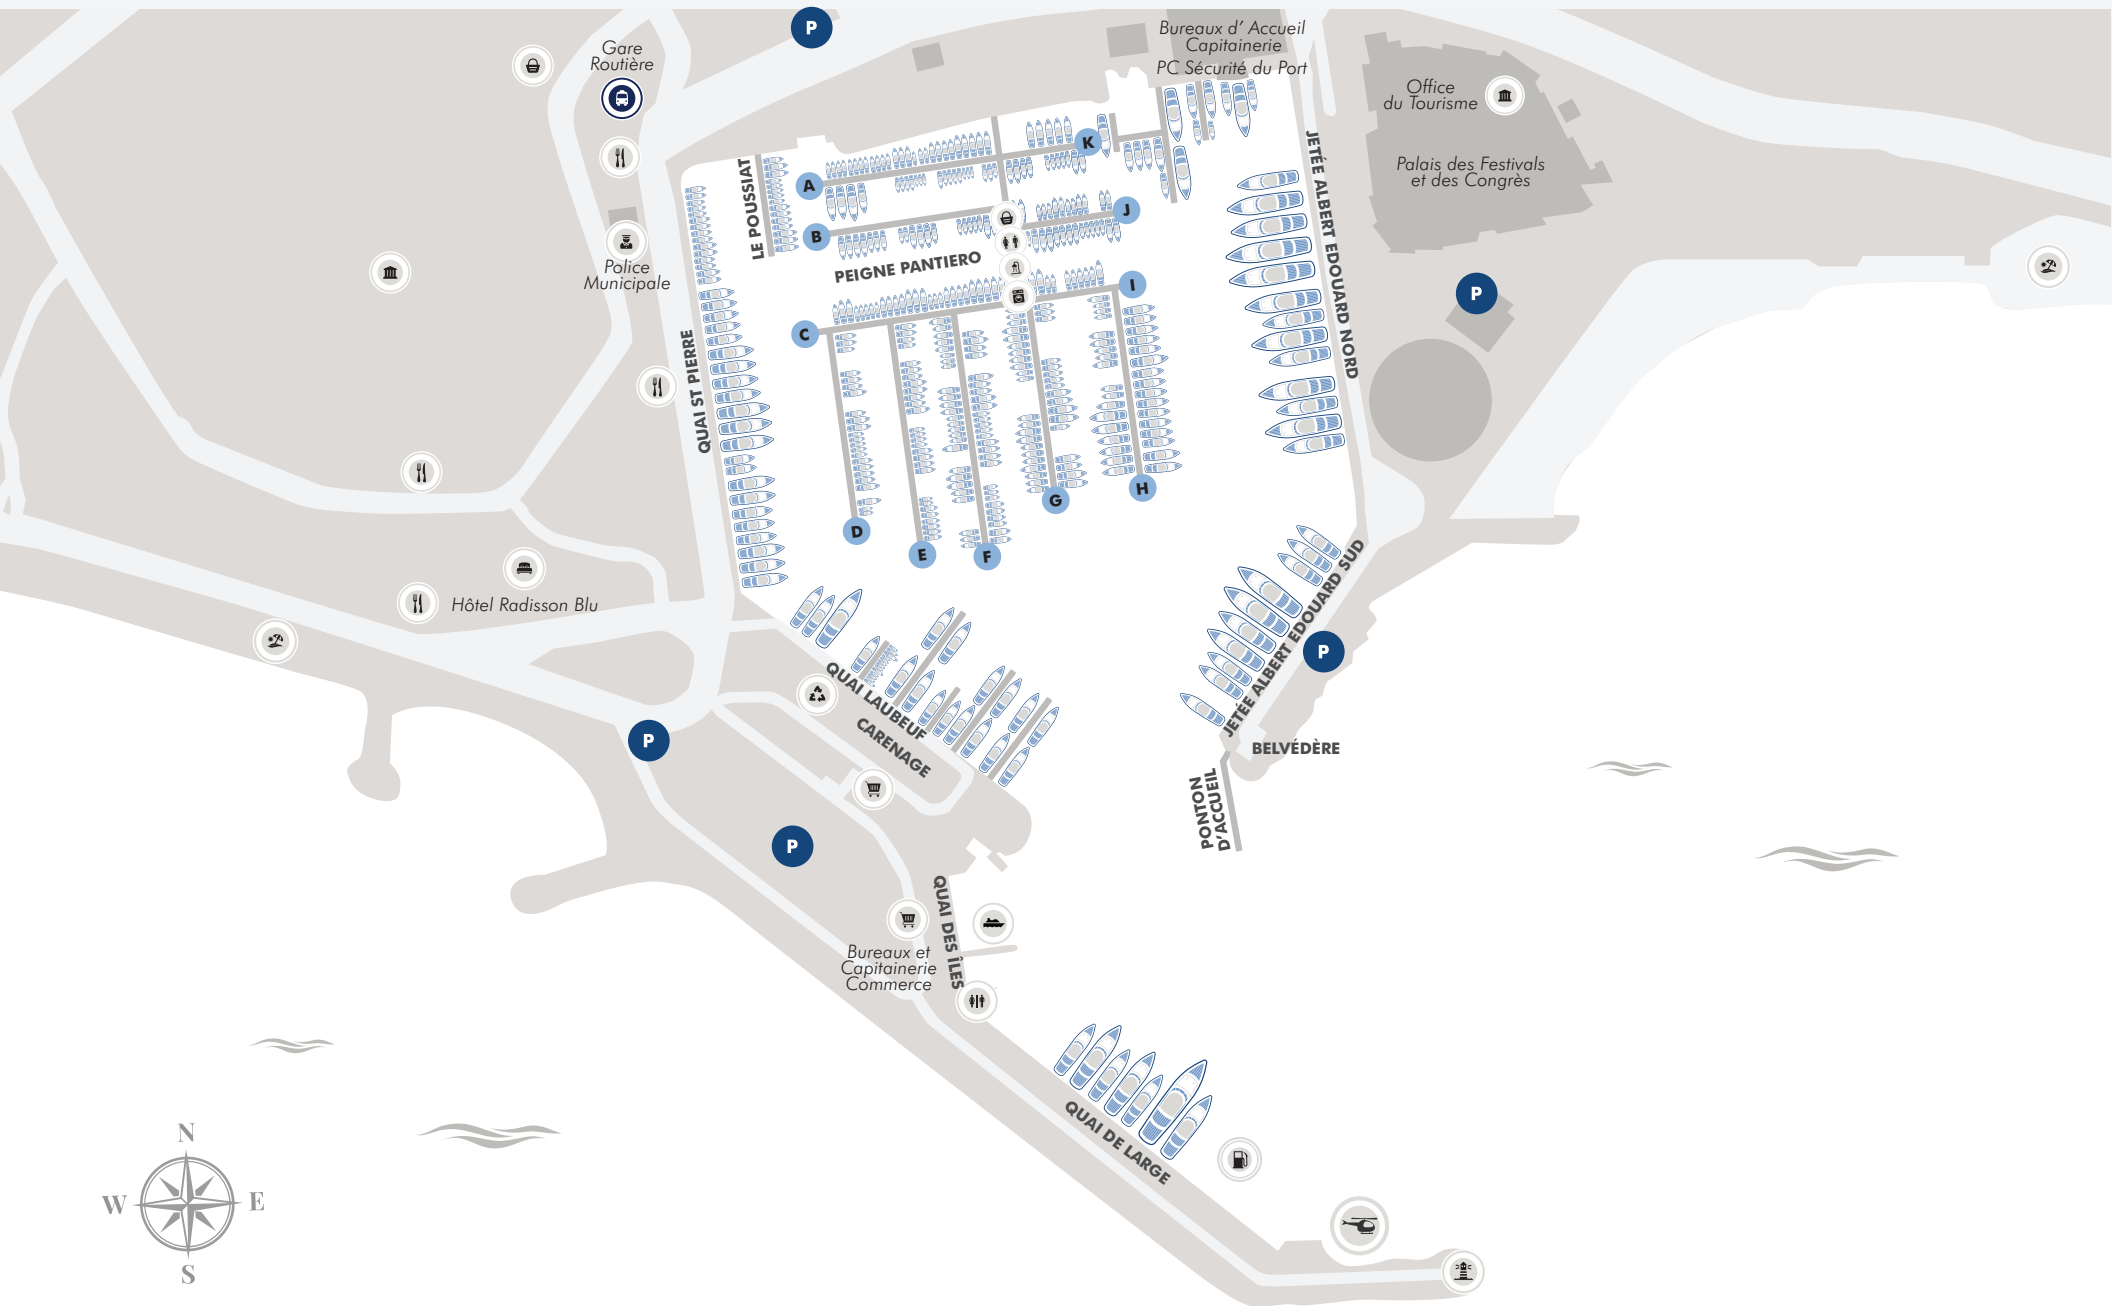 P
Bureaux d’ Accueil
Capitainerie
PC Sécurité du Port
Gare
Routière
Office
du Tourisme
Palais des Festivals
et des Congrès
K
A
J
B
LE POUSIAT
PEIGNE PANTIERO
JETÉE ALBERT EDOUARD NORD
Police
Municipale
I
P
C
QUAI ST PIERRE
H
G
D
E
F
Hôtel Radisson Blu
JETÉE ALBERT EDOUARD SUD
P
QUAI LAUBEUF
CARENAGE
P
BELVÉDÈRE
PONTON
D'ACCUEIL
P
QUAI DES ÎLES
Bureaux et
Capitainerie
Commerce
QUAI DE LARGE
N
W
E
S